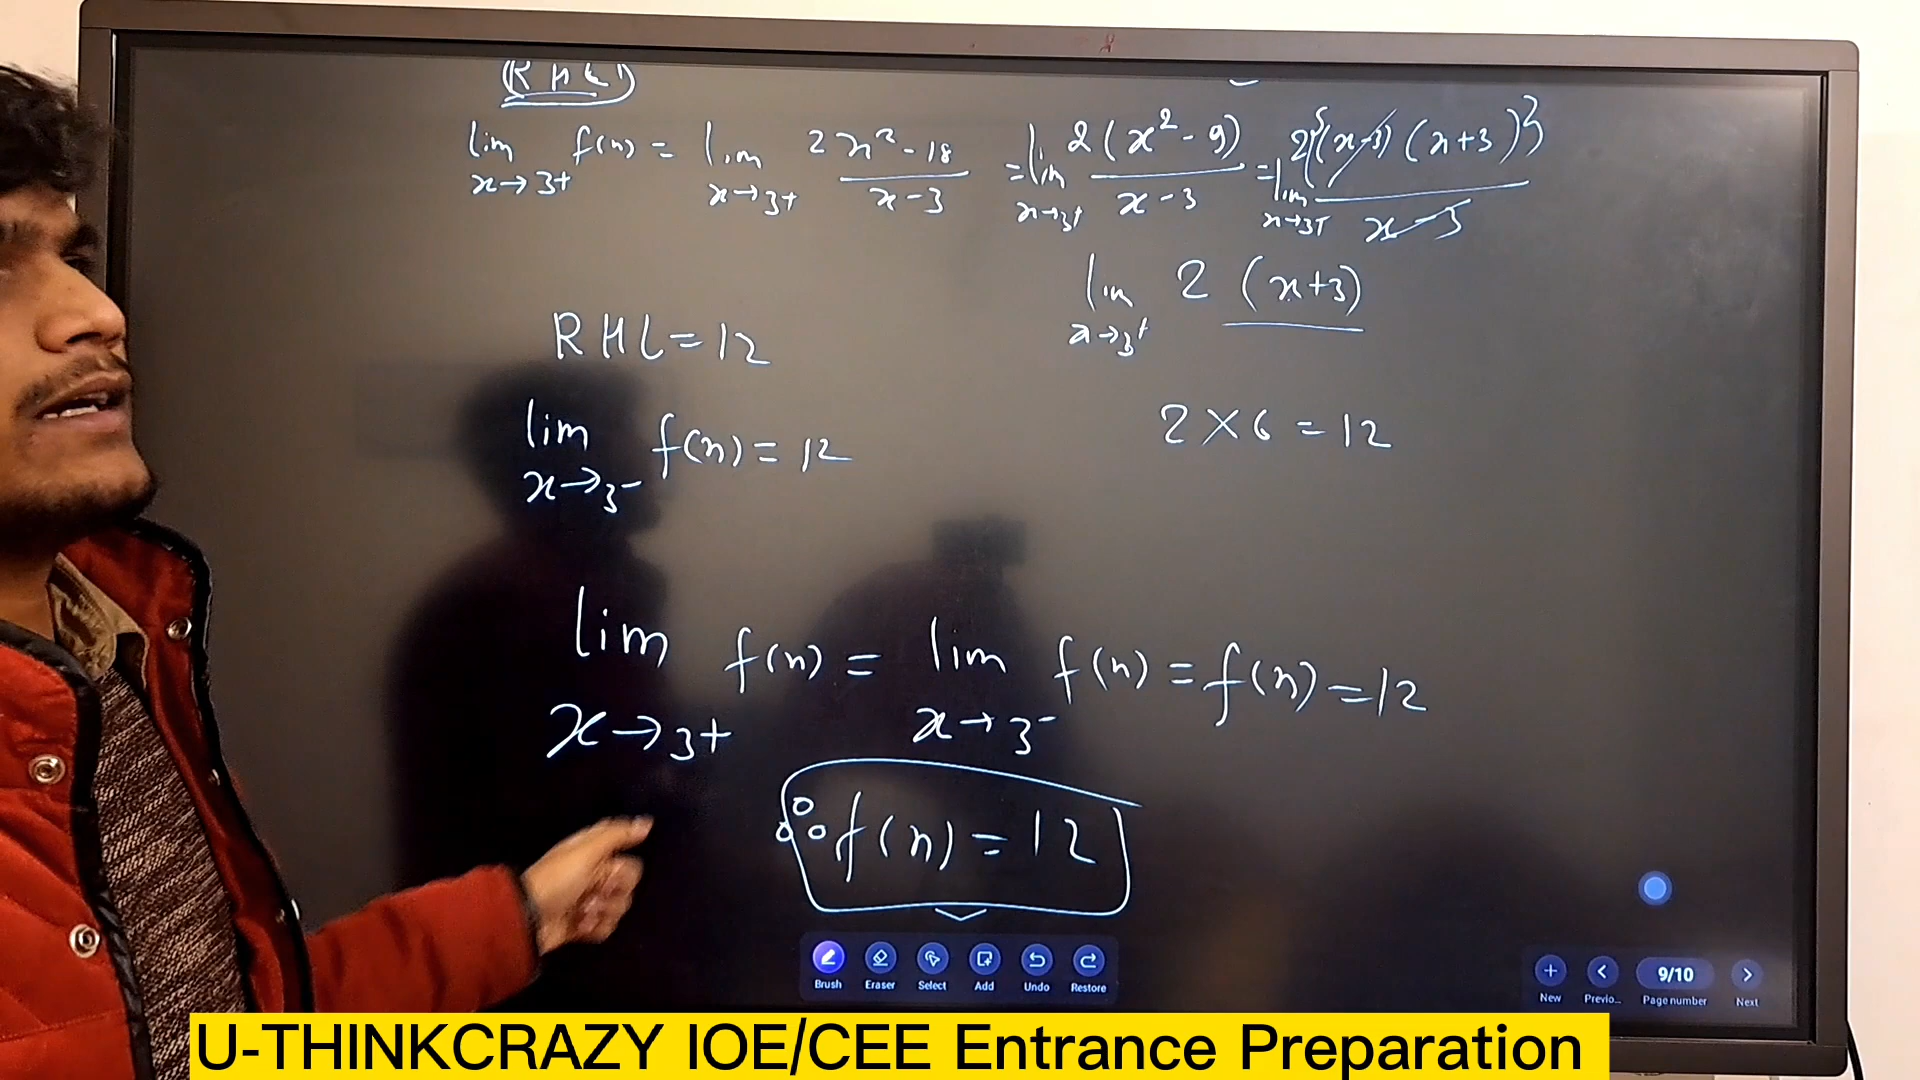 (RHL)
lim x→3+ f(x) = lim x→3+ 2x²-18 / x-3 = lim x→3+ 2(x²-9) / x-3 = lim x→3+ 2{(x-3)(x+3)} / x-3
lim x→3+ 2 (x+3)
RHL=12
lim x→3- f(x)=12
2×6=12
lim x→3+ f(x) = lim x→3- f(x) = f(x) =12
∴ f(x) = 12
Brush Eraser Select Add Undo Restore
New Previo... 9/10 Page number Next
U-THINKCRAZY IOE/CEE Entrance Preparation